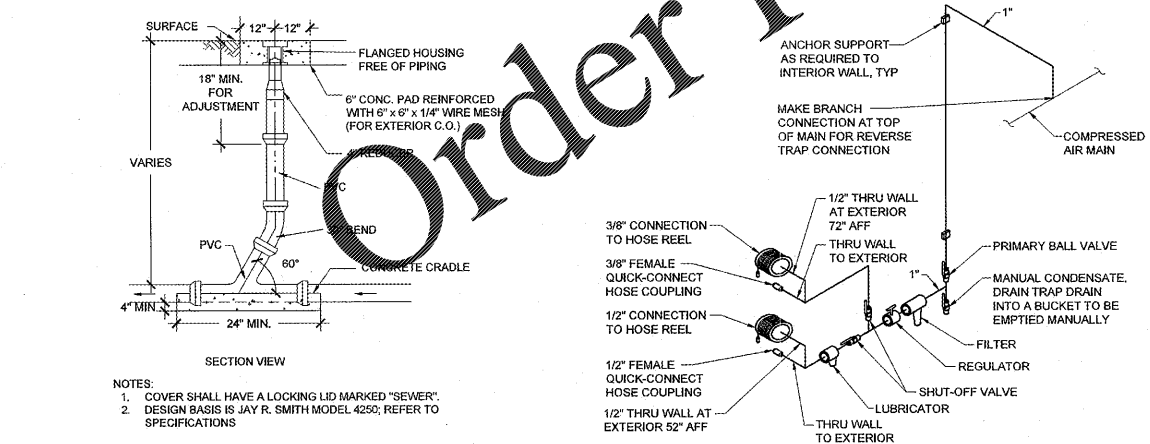 SURFACE
12" 12"
FLANGED HOUSING
FREE OF PIPING
18" MIN.
FOR
ADJUSTMENT
6" CONC. PAD REINFORCED
WITH 6" x 6" x 1/4" WIRE MESH
(FOR EXTERIOR C.O.)
4" REDUCER
VARIES
PVC
BEND
PVC
60°
CONCRETE CRADLE
4" MIN.
24" MIN.
SECTION VIEW
NOTES:
1. COVER SHALL HAVE A LOCKING LID MARKED "SEWER".
2. DESIGN BASIS IS JAY R. SMITH MODEL 4250; REFER TO
SPECIFICATIONS
Order
1"
ANCHOR SUPPORT
AS REQUIRED TO
INTERIOR WALL, TYP
MAKE BRANCH
CONNECTION AT TOP
OF MAIN FOR REVERSE
TRAP CONNECTION
COMPRESSED
AIR MAIN
1/2" THRU WALL
AT EXTERIOR
72" AFF
3/8" CONNECTION
TO HOSE REEL
THRU WALL
TO EXTERIOR
3/8" FEMALE
QUICK-CONNECT
HOSE COUPLING
PRIMARY BALL VALVE
1"
MANUAL CONDENSATE,
DRAIN TRAP DRAIN
INTO A BUCKET TO BE
EMPTIED MANUALLY
1/2" CONNECTION
TO HOSE REEL
FILTER
REGULATOR
1/2" FEMALE
QUICK-CONNECT
HOSE COUPLING
SHUT-OFF VALVE
LUBRICATOR
1/2" THRU WALL AT
EXTERIOR 52" AFF
THRU WALL
TO EXTERIOR